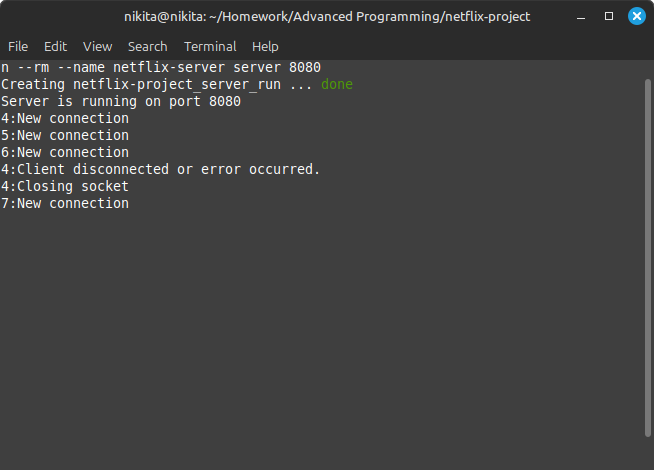 nikita@nikita: ~/Homework/Advanced Programming/netflix-project
File Edit View Search Terminal Help
n --rm --name netflix-server server 8080
Creating netflix-project_server_run ... done
Server is running on port 8080
4:New connection
5:New connection
6:New connection
4:Client disconnected or error occurred.
4:Closing socket
7:New connection